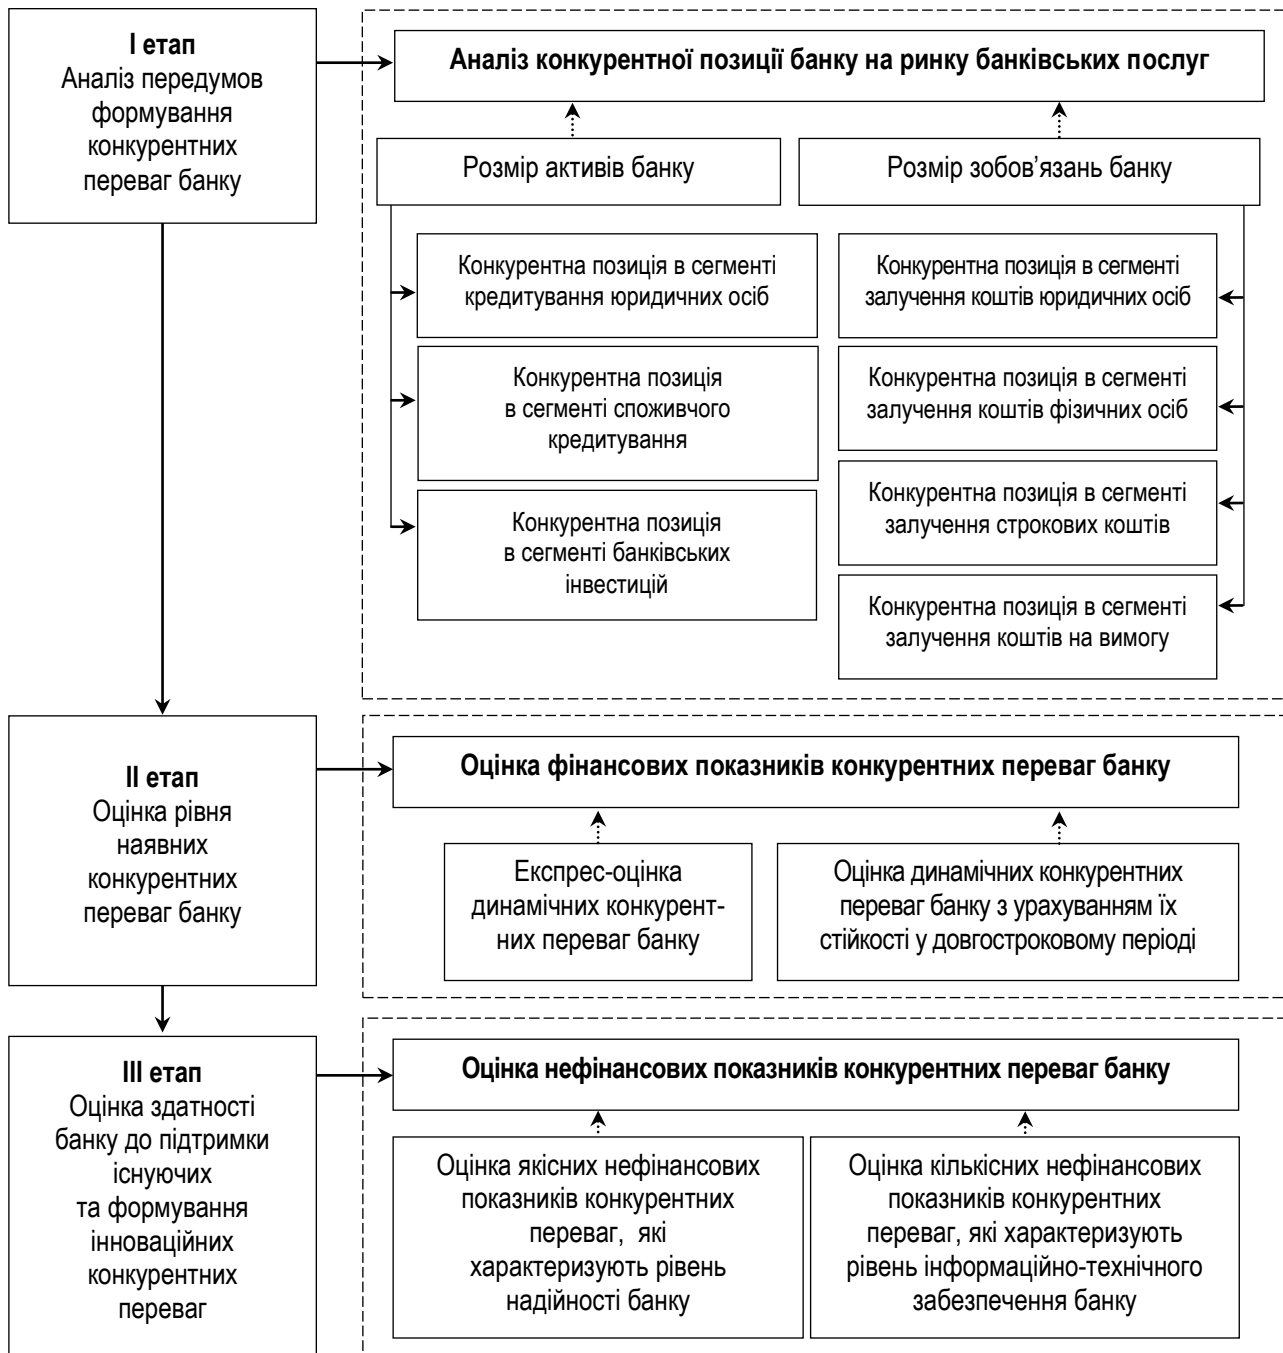 І етап
Аналіз передумов
формування
конкурентних
переваг банку
Аналіз конкурентної позиції банку на ринку банківських послуг
Розмір активів банку
Розмір зобов’язань банку
Конкурентна позиція в сегменті
кредитування юридичних осіб
Конкурентна позиція
в сегменті споживчого
кредитування
Конкурентна позиція
в сегменті банківських
інвестицій
Конкурентна позиція в сегменті
залучення коштів юридичних осіб
Конкурентна позиція в сегменті
залучення коштів фізичних осіб
Конкурентна позиція в сегменті
залучення строкових коштів
Конкурентна позиція в сегменті
залучення коштів на вимогу
ІІ етап
Оцінка рівня
наявних
конкурентних
переваг банку
Оцінка фінансових показників конкурентних переваг банку
Експрес-оцінка
динамічних конкурент-
них переваг банку
Оцінка динамічних конкурентних
переваг банку з урахуванням їх
стійкості у довгостроковому періоді
ІІІ етап
Оцінка здатності
банку до підтримки
існуючих
та формування
інноваційних
конкурентних
переваг
Оцінка нефінансових показників конкурентних переваг банку
Оцінка якісних нефінансових
показників конкурентних
переваг, які
характеризують рівень
надійності банку
Оцінка кількісних нефінансових
показників конкурентних
переваг, які характеризують
рівень інформаційно-технічного
забезпечення банку